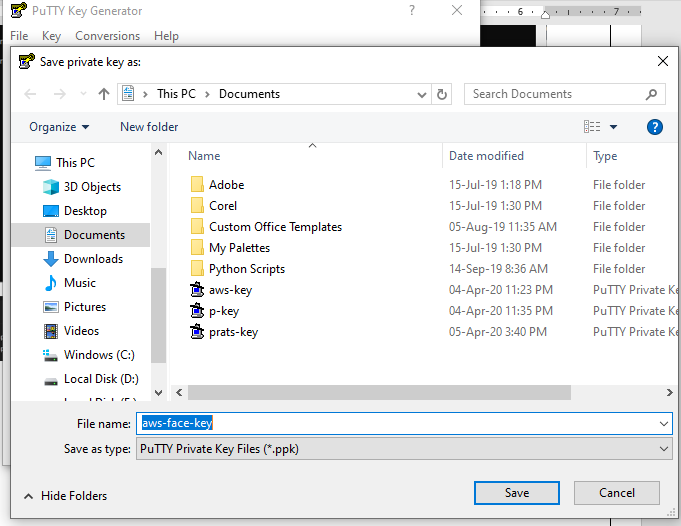 PuTTY Key Generator ?
6 7
File Key Conversions Help
Save private key as:
This PC Documents Search Documents
Organize New folder ?
Name Date modified Type
This PC
3D Objects
Desktop
Documents
Downloads
Music
Pictures
Videos
Windows (C:)
Local Disk (D:)
Adobe 15-Jul-19 1:18 PM File folder
Corel 15-Jul-19 1:30 PM File folder
Custom Office Templates 05-Aug-19 11:35 AM File folder
My Palettes 15-Jul-19 1:30 PM File folder
Python Scripts 14-Sep-19 8:36 AM File folder
aws-key 04-Apr-20 11:23 PM PuTTY Private Ke
p-key 04-Apr-20 11:35 PM PuTTY Private Ke
prats-key 05-Apr-20 3:40 PM PuTTY Private Ke
File name: aws-face-key
Save as type: PuTTY Private Key Files (*.ppk)
Hide Folders Save Cancel